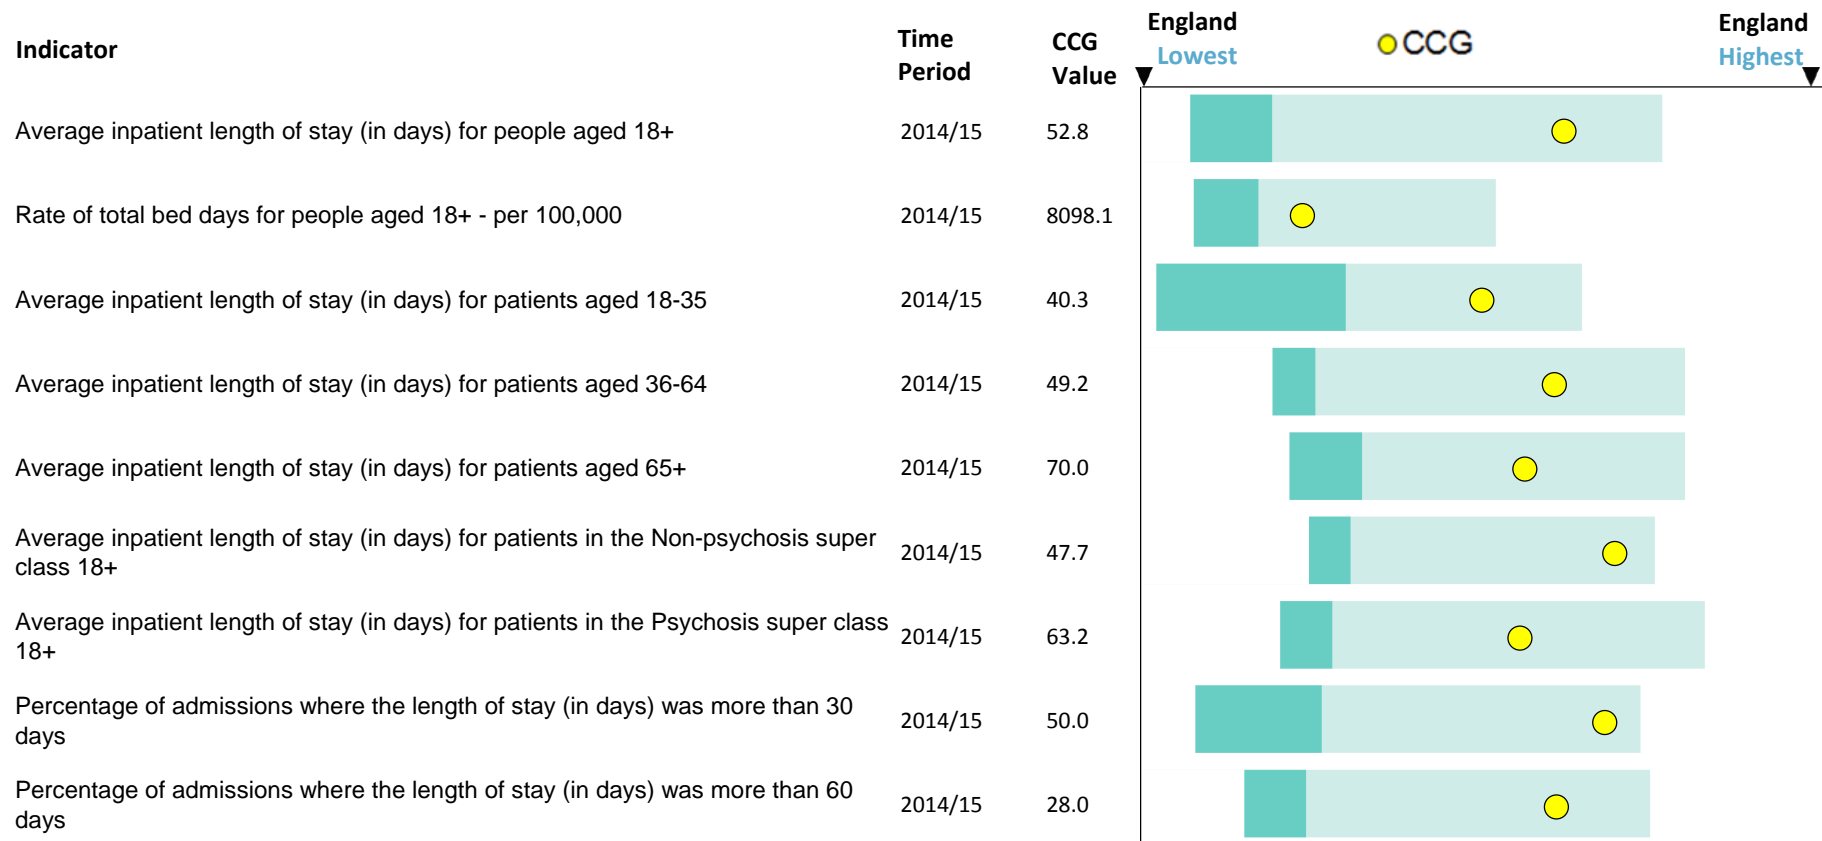 Indicator
Time Period
CCG Value
England Lowest
CCG
England Highest
Average inpatient length of stay (in days) for people aged 18+ 2014/15 52.8
Rate of total bed days for people aged 18+ - per 100,000 2014/15 8098.1
Average inpatient length of stay (in days) for patients aged 18-35 2014/15 40.3
Average inpatient length of stay (in days) for patients aged 36-64 2014/15 49.2
Average inpatient length of stay (in days) for patients aged 65+ 2014/15 70.0
Average inpatient length of stay (in days) for patients in the Non-psychosis super
class 18+ 2014/15 47.7
Average inpatient length of stay (in days) for patients in the Psychosis super class
18+ 2014/15 63.2
Percentage of admissions where the length of stay (in days) was more than 30
days 2014/15 50.0
Percentage of admissions where the length of stay (in days) was more than 60
days 2014/15 28.0